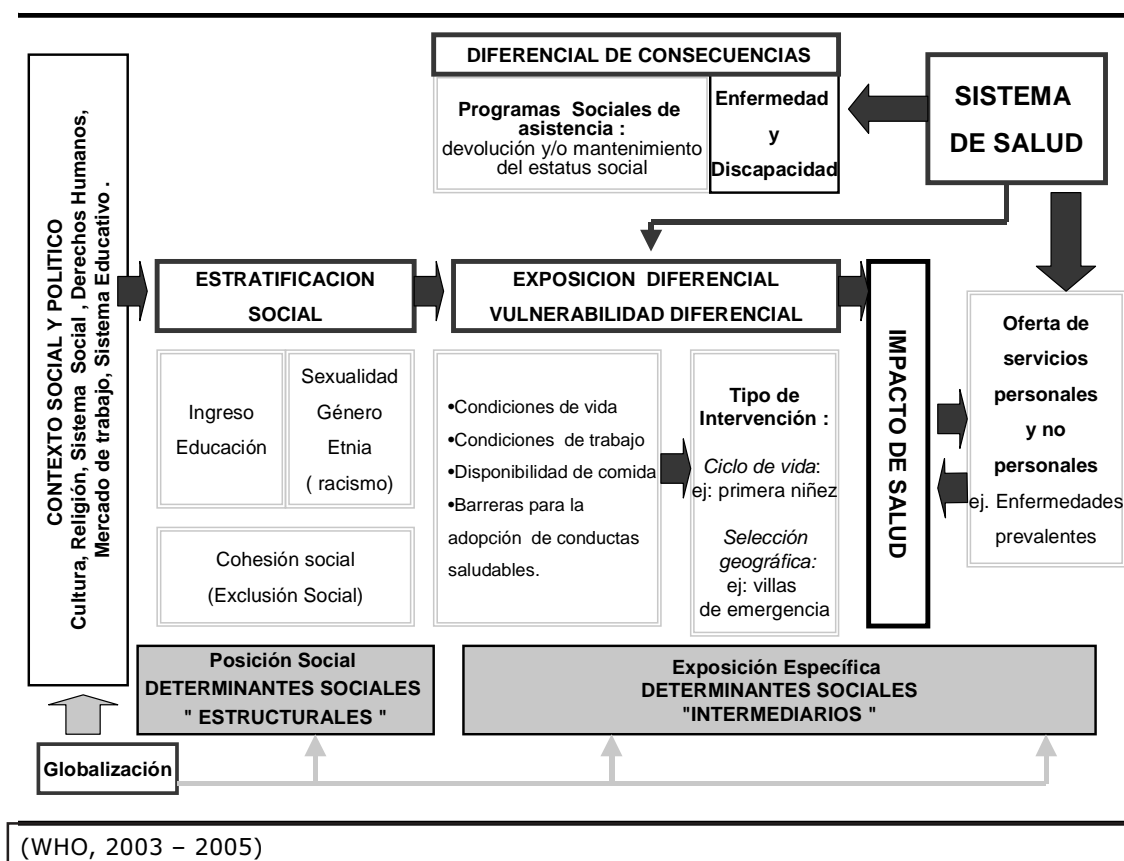 DIFERENCIAL DE CONSECUENCIAS
Programas Sociales de
asistencia :
devolución y/o mantenimiento
del estatus social
Enfermedad
y
Discapacidad
SISTEMA
DE SALUD
CONTEXTO SOCIAL Y POLITICO
Cultura, Religión, Sistema Social , Derechos Humanos,
Mercado de trabajo, Sistema Educativo .
ESTRATIFICACION
SOCIAL
EXPOSICION DIFERENCIAL
VULNERABILIDAD DIFERENCIAL
Ingreso
Educación
Sexualidad
Género
Etnia
( racismo)
Cohesión social
(Exclusión Social)
•Condiciones de vida
•Condiciones de trabajo
•Disponibilidad de comida
•Barreras para la
adopción de conductas
saludables.
Tipo de
Intervención :
Ciclo de vida:
ej: primera niñez
Selección
geográfica:
ej: villas
de emergencia
IMPACTO DE SALUD
Oferta de
servicios
personales
y no
personales
ej. Enfermedades
prevalentes
Posición Social
DETERMINANTES SOCIALES
" ESTRUCTURALES "
Exposición Específica
DETERMINANTES SOCIALES
"INTERMEDIARIOS "
Globalización
(WHO, 2003 – 2005)